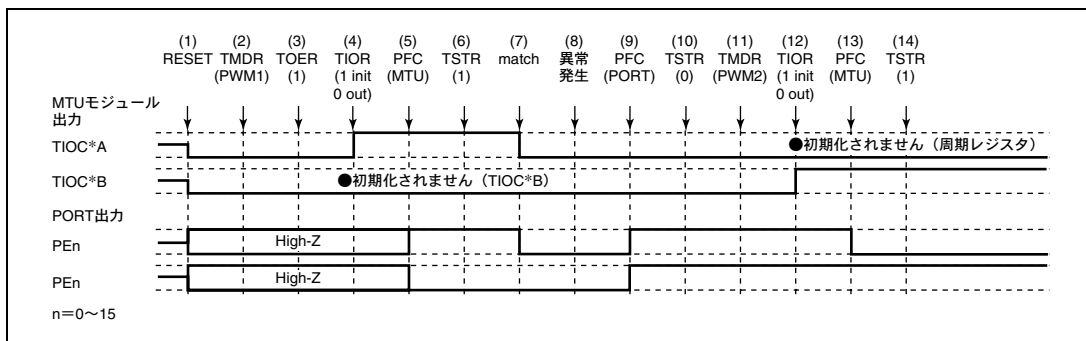 (1) (2) (3) (4) (5) (6) (7) (8) (9) (10) (11) (12) (13) (14)
RESET TMDR TOER TIOR PFC TSTR match 異常 PFC TSTR TMDR TIOR PFC TSTR
(PWM1) (1) (1 init (MTU) (1) 発生 (PORT) (0) (PWM2) (1 init (MTU) (1)
0 out) 0 out)
MTUモジュール
出力
TIOC*A ●初期化されません（周期レジスタ）
TIOC*B ●初期化されません（TIOC*B）
PORT出力
PEn High-Z
PEn High-Z
n＝0～15